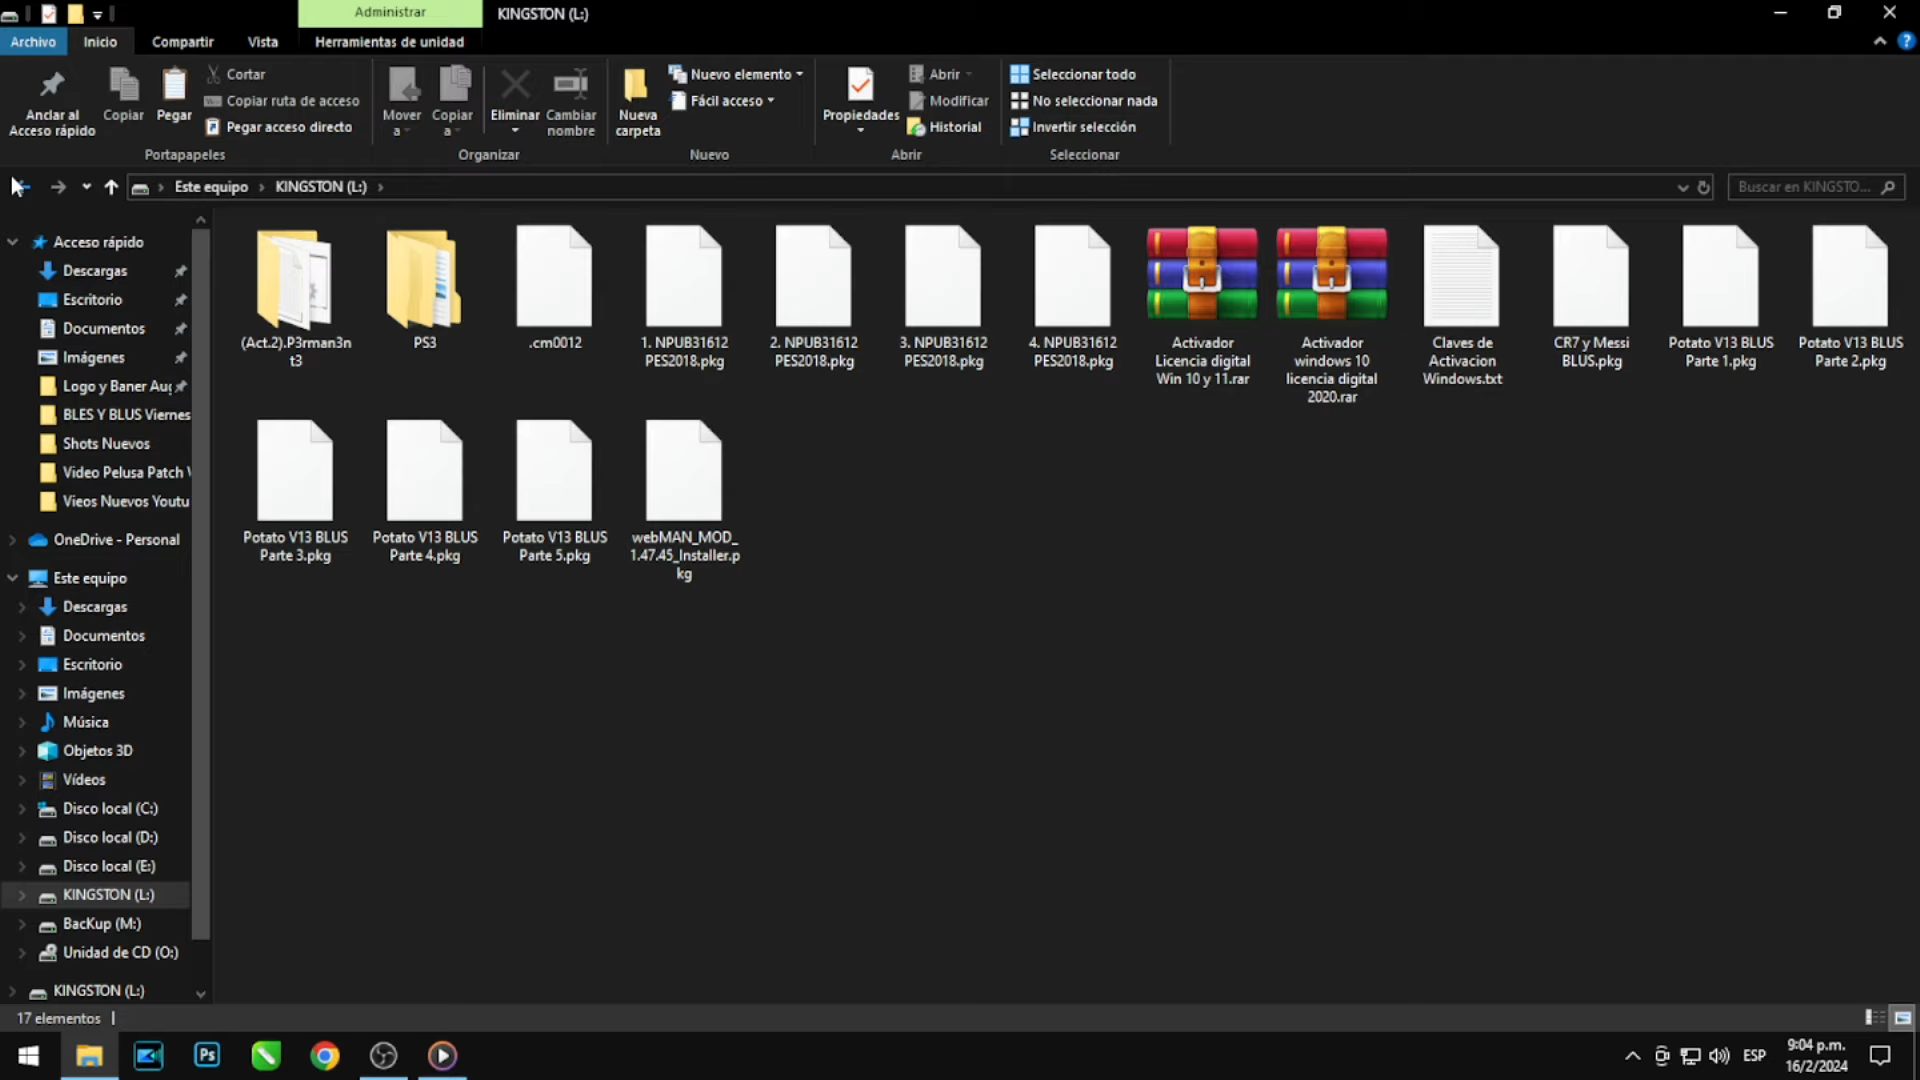 Administrar
KINGSTON (L:)
Archivo
Inicio
Compartir
Vista
Herramientas de unidad
Anclar al
Acceso rápido
Copiar
Pegar
Cortar
Copiar ruta de acceso
Pegar acceso directo
Portapapeles
Mover
a
Copiar
a
Eliminar
Cambiar
nombre
Organizar
Nueva
carpeta
Nuevo elemento
Fácil acceso
Nuevo
Propiedades
Abrir
Modificar
Historial
Abrir
Seleccionar todo
No seleccionar nada
Invertir selección
Seleccionar
Este equipo > KINGSTON (L:) >
Buscar en KINGSTO...
Acceso rápido
Descargas
Escritorio
Documentos
Imágenes
Logo y Baner Aug
BLES Y BLUS Viernes
Shots Nuevos
Video Pelusa Patch V
Vieos Nuevos Youtu
OneDrive - Personal
Este equipo
Descargas
Documentos
Escritorio
Imágenes
Música
Objetos 3D
Vídeos
Disco local (C:)
Disco local (D:)
Disco local (E:)
KINGSTON (L:)
BacKup (M:)
Unidad de CD (O:)
KINGSTON (L:)
(Act.2).P3rman3n
t3
PS3
.cm0012
1. NPUB31612
PES2018.pkg
2. NPUB31612
PES2018.pkg
3. NPUB31612
PES2018.pkg
4. NPUB31612
PES2018.pkg
Activador
Licencia digital
Win 10 y 11.rar
Activador
windows 10
licencia digital
2020.rar
Claves de
Activacion
Windows.txt
CR7 y Messi
BLUS.pkg
Potato V13 BLUS
Parte 1.pkg
Potato V13 BLUS
Parte 2.pkg
Potato V13 BLUS
Parte 3.pkg
Potato V13 BLUS
Parte 4.pkg
Potato V13 BLUS
Parte 5.pkg
webMAN_MOD_
1.47.45_Installer.p
kg
17 elementos
Ps
ESP
9:04 p.m.
16/2/2024